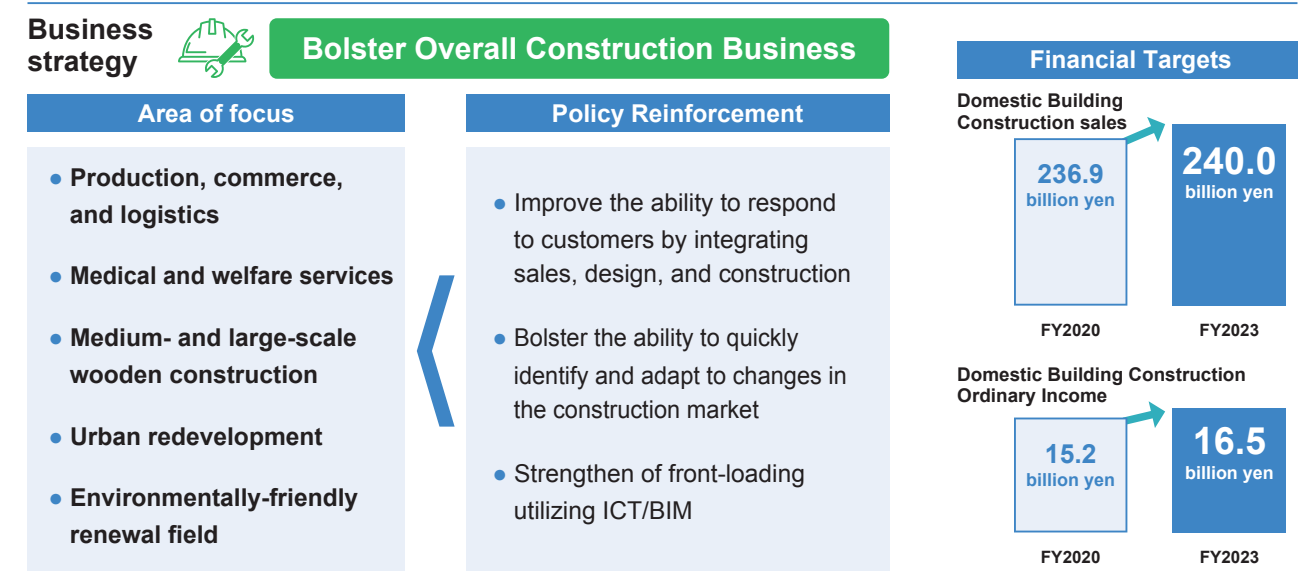 Business
strategy
Bolster Overall Construction Business
Area of focus
● Production, commerce,
and logistics
● Medical and welfare services
● Medium- and large-scale
wooden construction
● Urban redevelopment
● Environmentally-friendly
renewal field
Policy Reinforcement
● Improve the ability to respond
to customers by integrating
sales, design, and construction
● Bolster the ability to quickly
identify and adapt to changes in
the construction market
● Strengthen of front-loading
utilizing ICT/BIM
Financial Targets
Domestic Building
Construction sales
236.9
billion yen
240.0
billion yen
FY2020
FY2023
Domestic Building Construction
Ordinary Income
15.2
billion yen
16.5
billion yen
FY2020
FY2023